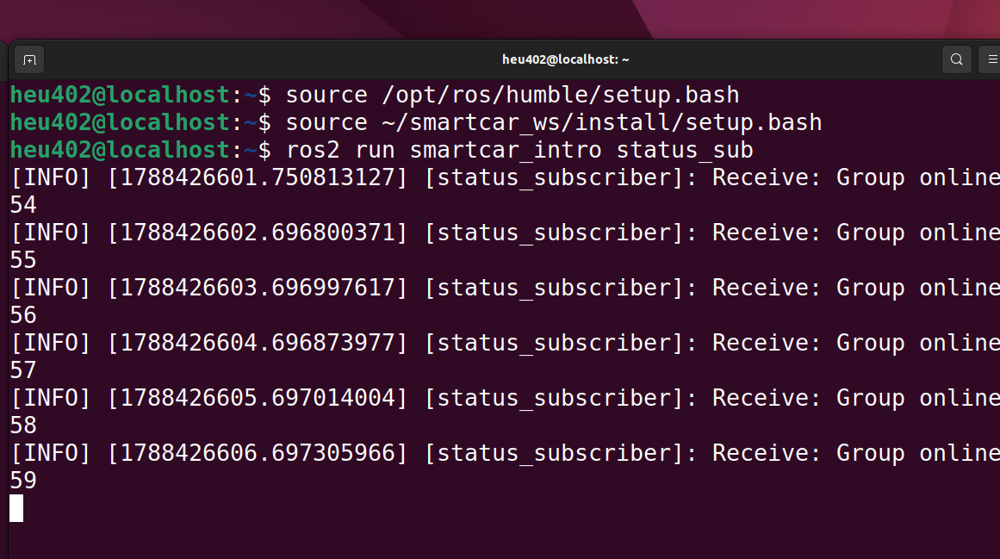 heu402@localhost: ~
heu402@localhost:~$ source /opt/ros/humble/setup.bash
heu402@localhost:~$ source ~/smartcar_ws/install/setup.bash
heu402@localhost:~$ ros2 run smartcar_intro status_sub
[INFO] [1788426601.750813127] [status_subscriber]: Receive: Group online
54
[INFO] [1788426602.696800371] [status_subscriber]: Receive: Group online
55
[INFO] [1788426603.696997617] [status_subscriber]: Receive: Group online
56
[INFO] [1788426604.696873977] [status_subscriber]: Receive: Group online
57
[INFO] [1788426605.697014004] [status_subscriber]: Receive: Group online
58
[INFO] [1788426606.697305966] [status_subscriber]: Receive: Group online
59